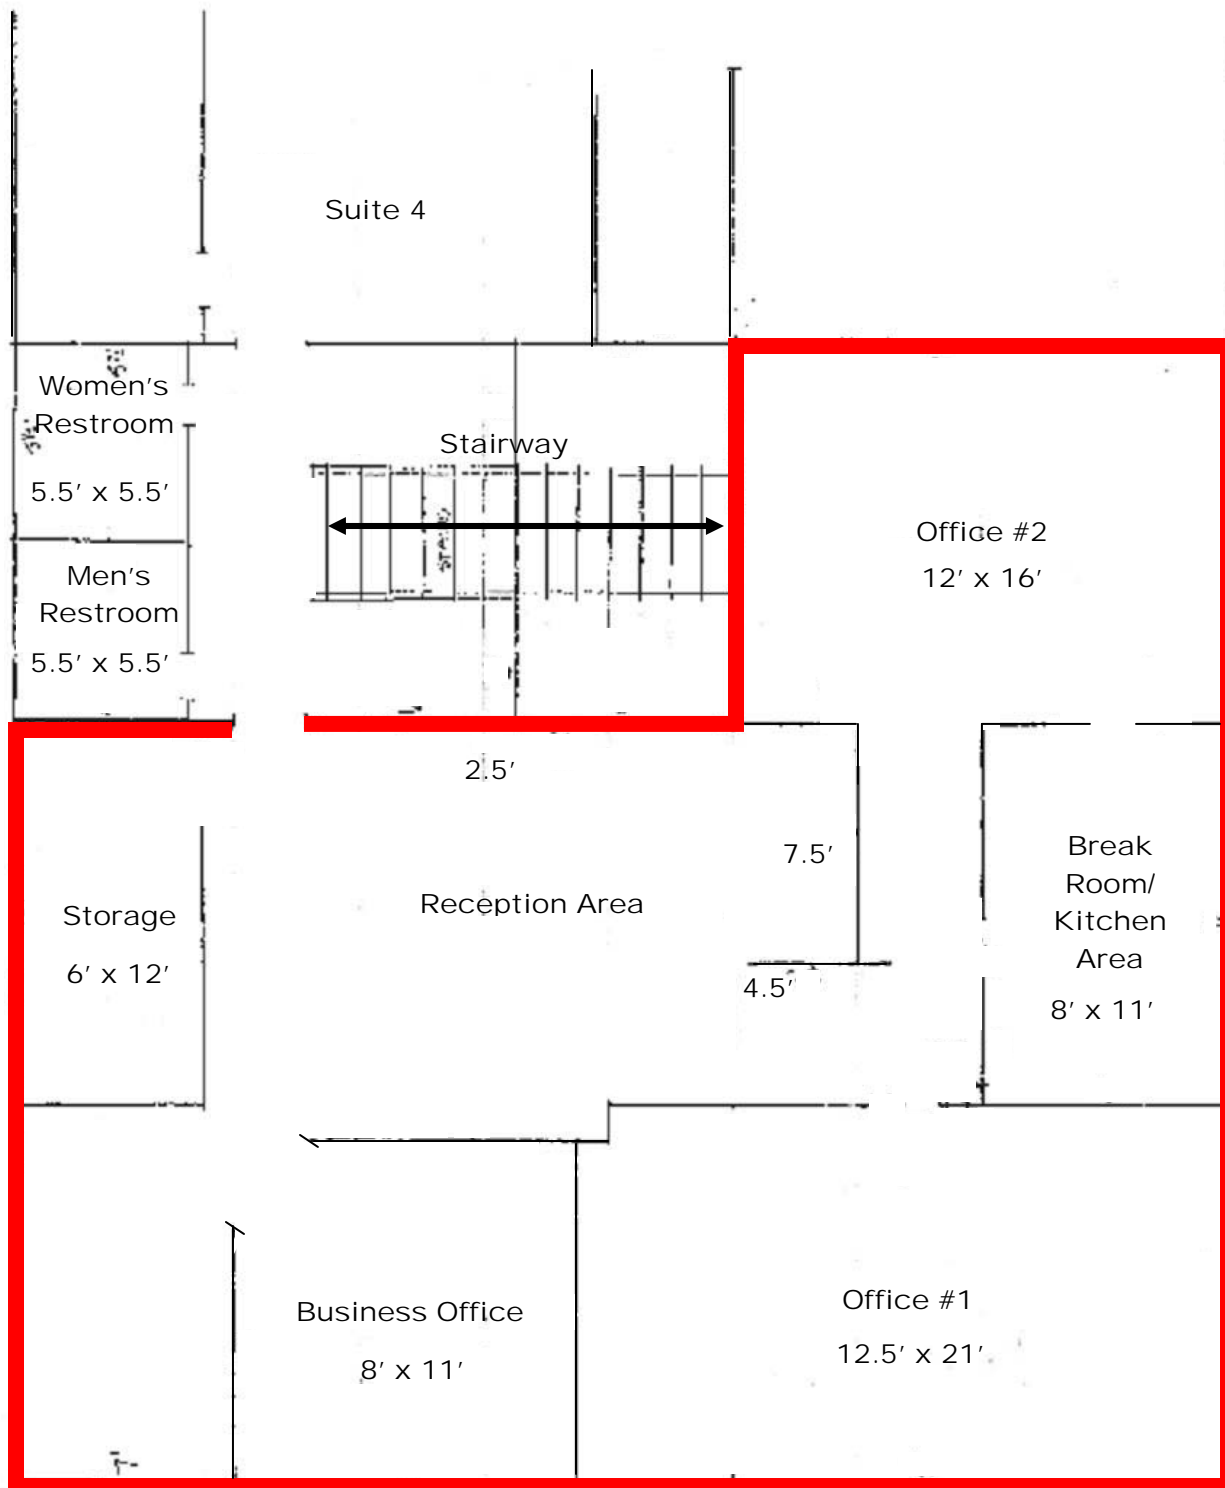 Suite 4
Women's
Restroom
5.5' x 5.5'
Men's
Restroom
5.5' x 5.5'
Stairway
STAIRS
Office #2
12' x 16'
2.5'
7.5'
Reception Area
4.5'
Storage
6' x 12'
Break
Room/
Kitchen
Area
8' x 11'
Business Office
8' x 11'
Office #1
12.5' x 21'